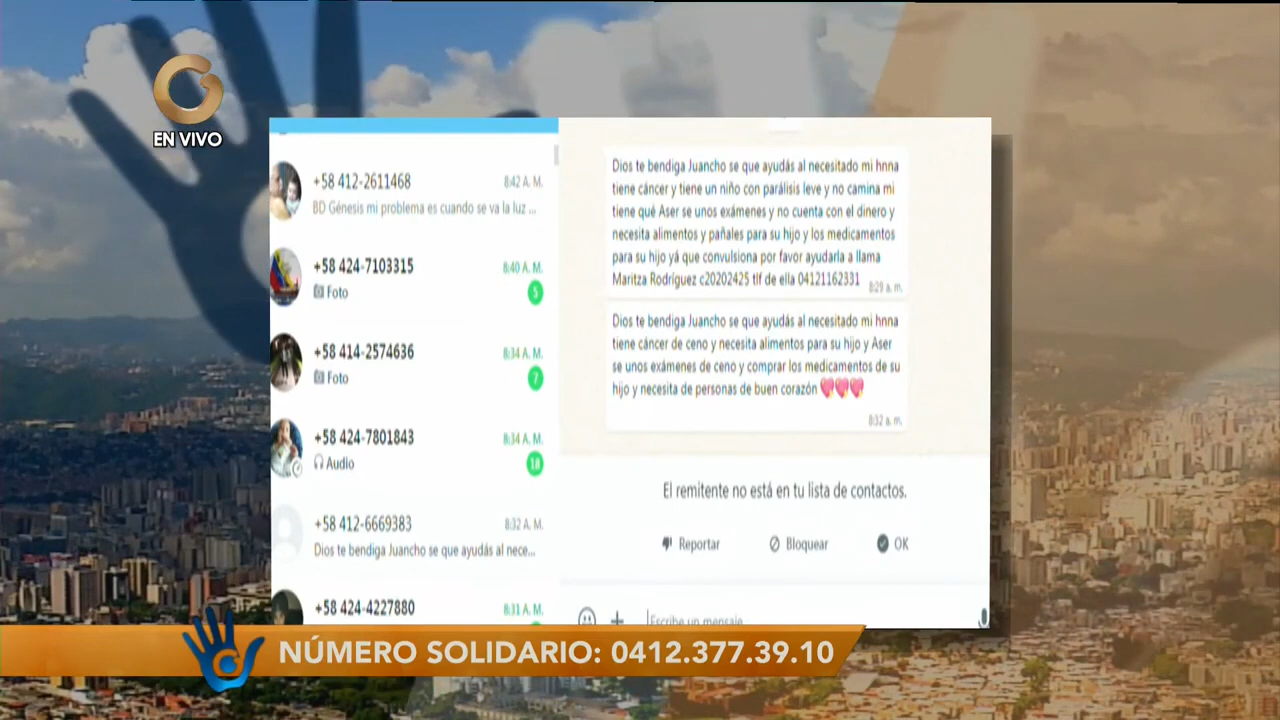 EN VIVO
+58 412-2611468
8:42 A. M.
BD Génesis mi problema es cuando se va la luz ...
+58 424-7103315
8:40 A. M.
Foto
5
+58 414-2574636
8:34 A. M.
Foto
7
+58 424-7801843
8:34 A. M.
Audio
18
+58 412-6669383
8:32 A. M.
Dios te bendiga Juancho se que ayudás al nece...
+58 424-4227880
8:31 A. M.
Dios te bendiga Juancho se que ayudás al necesitado mi hnna
tiene cáncer y tiene un niño con parálisis leve y no camina mi
tiene qué Aser se unos exámenes y no cuenta con el dinero y
necesita alimentos y pañales para su hijo y los medicamentos
para su hijo yá que convulsiona por favor ayudarla a llama
Maritza Rodríguez c20202425 tlf de ella 04121162331
8:29 a. m.
Dios te bendiga Juancho se que ayudás al necesitado mi hnna
tiene cáncer de ceno y necesita alimentos para su hijo y Aser
se unos exámenes de ceno y comprar los medicamentos de su
hijo y necesita de personas de buen corazón 💖💖💖
8:32 a. m.
El remitente no está en tu lista de contactos.
Reportar
Bloquear
OK
Escribe un mensaje
NÚMERO SOLIDARIO: 0412.377.39.10